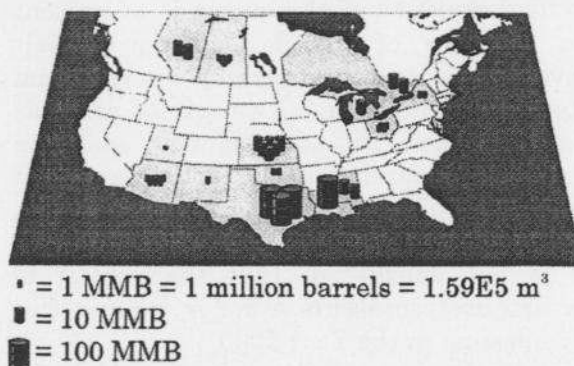 = 1 MMB = 1 million barrels = 1.59E5 m³
= 10 MMB
= 100 MMB